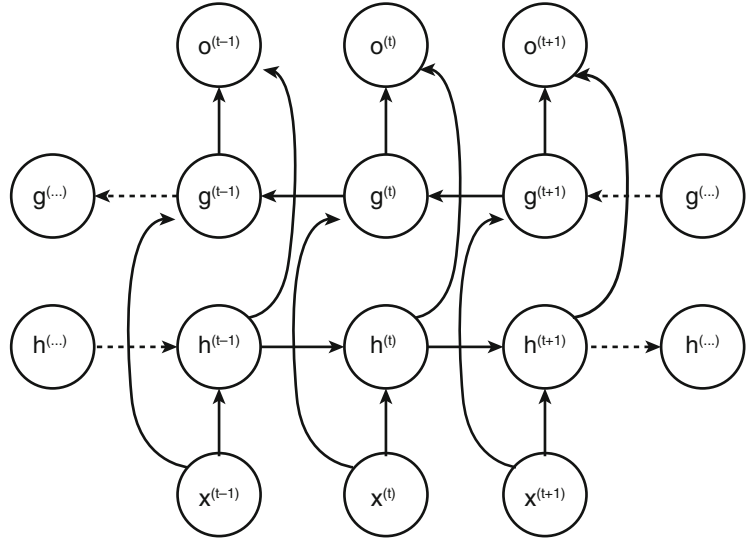 o(t–1) o(t) o(t+1)
g(...) g(t–1) g(t) g(t+1) g(...)
h(...) h(t–1) h(t) h(t+1) h(...)
x(t–1) x(t) x(t+1)